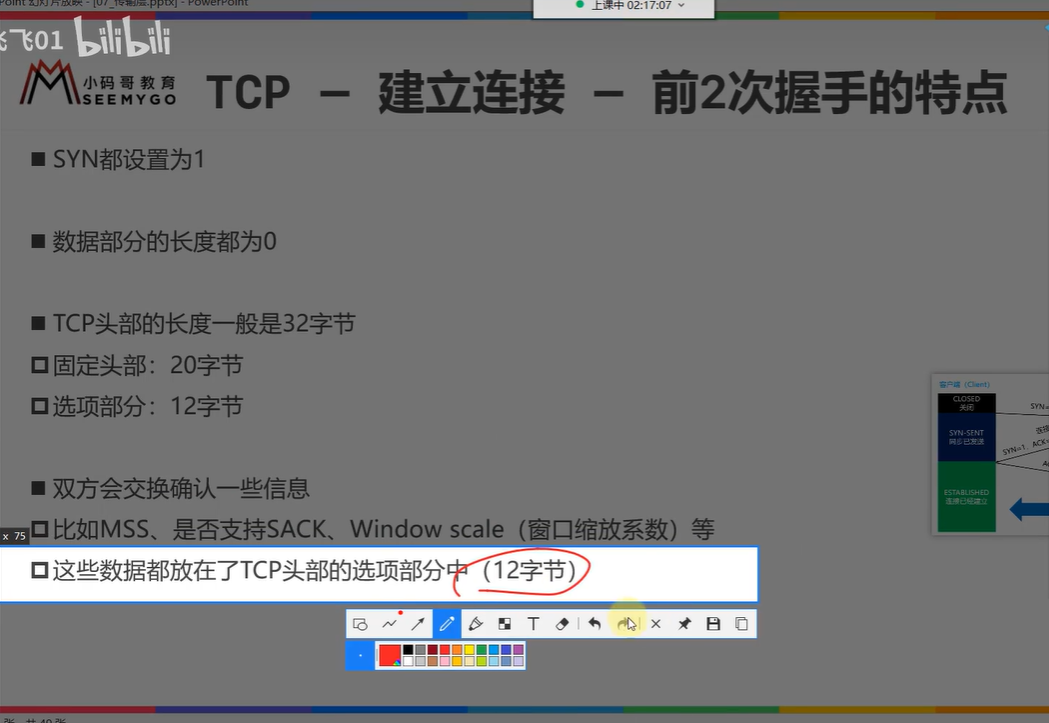 Point 幻灯片放映 - [07_传输层.pptx] - PowerPoint
上课中 02:17:07
飞01 bilibili
小码哥教育
SEEMYGO
TCP – 建立连接 – 前2次握手的特点
SYN都设置为1
数据部分的长度都为0
TCP头部的长度一般是32字节
固定头部：20字节
选项部分：12字节
双方会交换确认一些信息
比如MSS、是否支持SACK、Window scale（窗口缩放系数）等
这些数据都放在了TCP头部的选项部分中（12字节）
x 75
T
客户端（Client）
CLOSED
关闭
SYN=
SYN-SENT
同步已发送
连接
SYN=1，ACK=
ESTABLISHED
连接已经建立